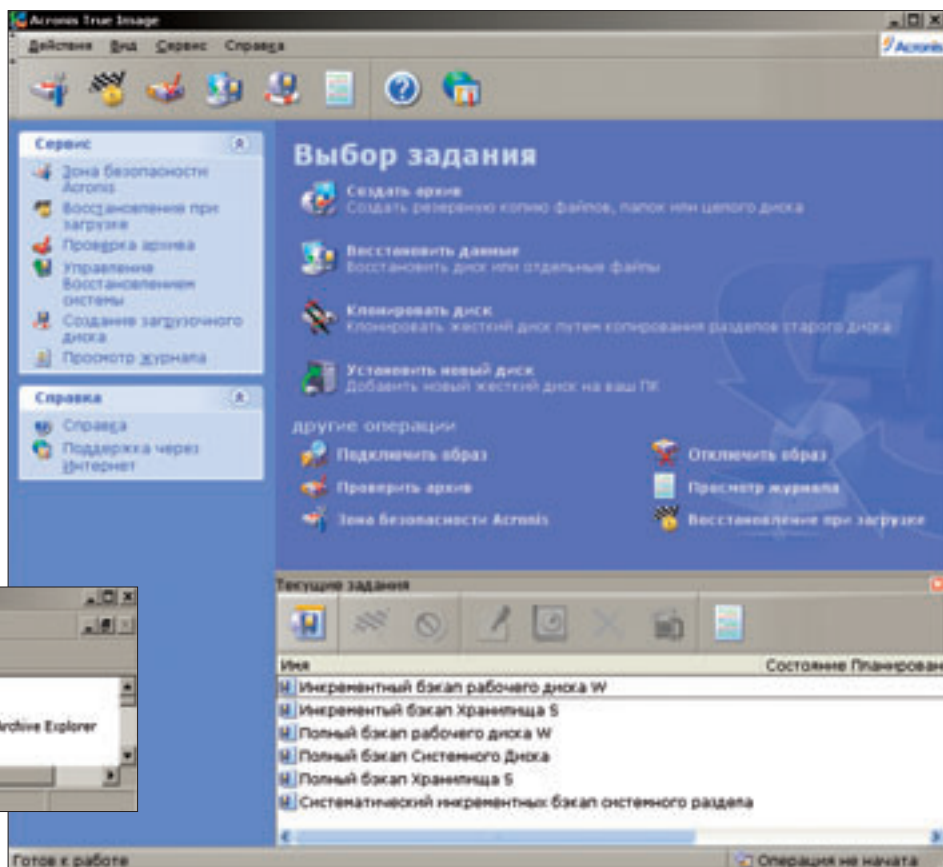 Acronis True Image
Действия Вид Сервис Справка
Acronis
Сервис
Зона безопасности
Acronis
Восстановление при
загрузке
Проверка архива
Управление
Восстановлением
системы
Создание загрузочного
диска
Просмотр журнала
Справка
Справка
Поддержка через
Интернет
Выбор задания
Создать архив
Создать резервную копию файлов, папок или целого диска
Восстановить данные
Восстановить диск или отдельные файлы
Клонировать диск
Клонировать жесткий диск путем копирования разделов старого диска
Установить новый диск
Добавить новый жесткий диск на ваш ПК
другие операции
Подключить образ
Отключить образ
Проверить архив
Просмотр журнала
Зона безопасности Acronis
Восстановление при загрузке
Текущие задания
Имя
Состояние Планирован
Инкрементный бэкап рабочего диска W
Инкрементый бэкап Хранилища S
Полный бэкап рабочего диска W
Полный бэкап Системного Диска
Полный бэкап Хранилища S
Систематический инкрементных бэкап системного раздела
Archive Explorer
Готов к работе
Операция не начата